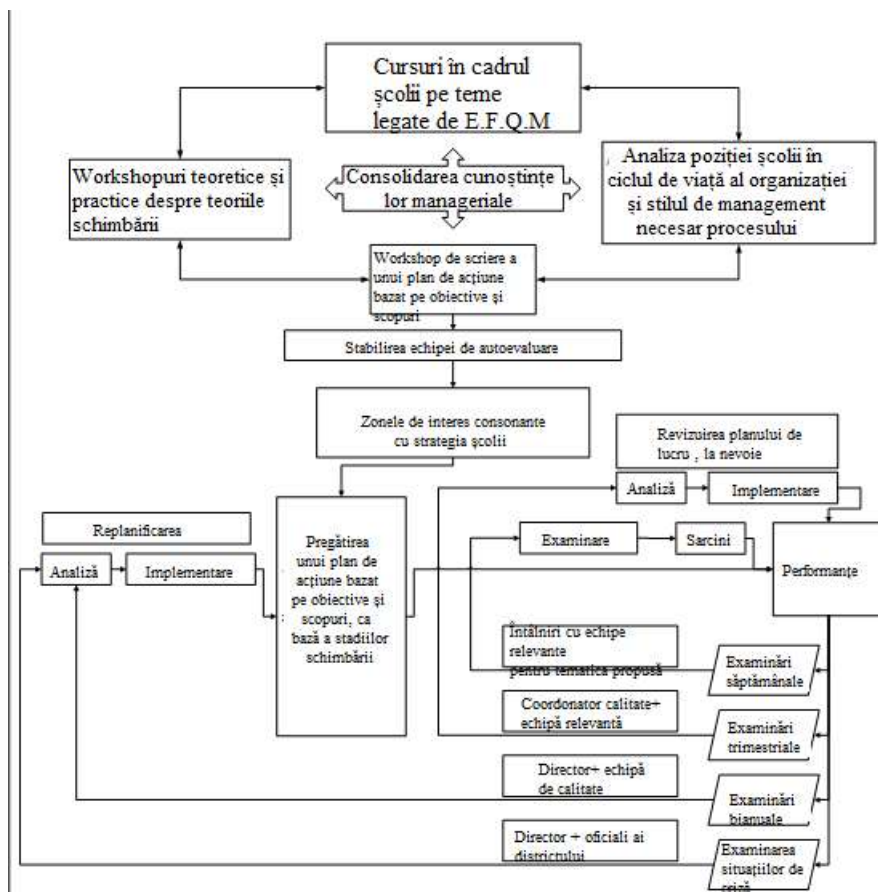 Cursuri în cadrul
școlii pe teme
legate de E.F.Q.M
Workshopuri teoretice și
practice despre teoriile
schimbării
Consolidarea cunoștințe
lor manageriale
Analiza poziției școlii în
ciclul de viață al organizației
și stilul de management
necesar procesului
Workshop de scriere a
unui plan de acțiune
bazat pe obiective și
scopuri
Stabilirea echipei de autoevaluare
Zonele de interes consonante
cu strategia școlii
Revizuirea planului de
lucru , la nevoie
Analiză
Implementare
Replanificarea
Analiză
Implementare
Pregătirea
unui plan de
acțiune bazat
pe obiective și
scopuri, ca
bază a stadiilor
schimbării
Examinare
Sarcini
Performanțe
Întâlniri cu echipe
relevante
pentru tematica propusă
Examinări
săptămânale
Coordonator calitate+
echipă relevantă
Examinări
trimestriale
Director+ echipă
de calitate
Examinări
bianuale
Director + oficiali ai
districtului
Examinarea
situațiilor de
criză